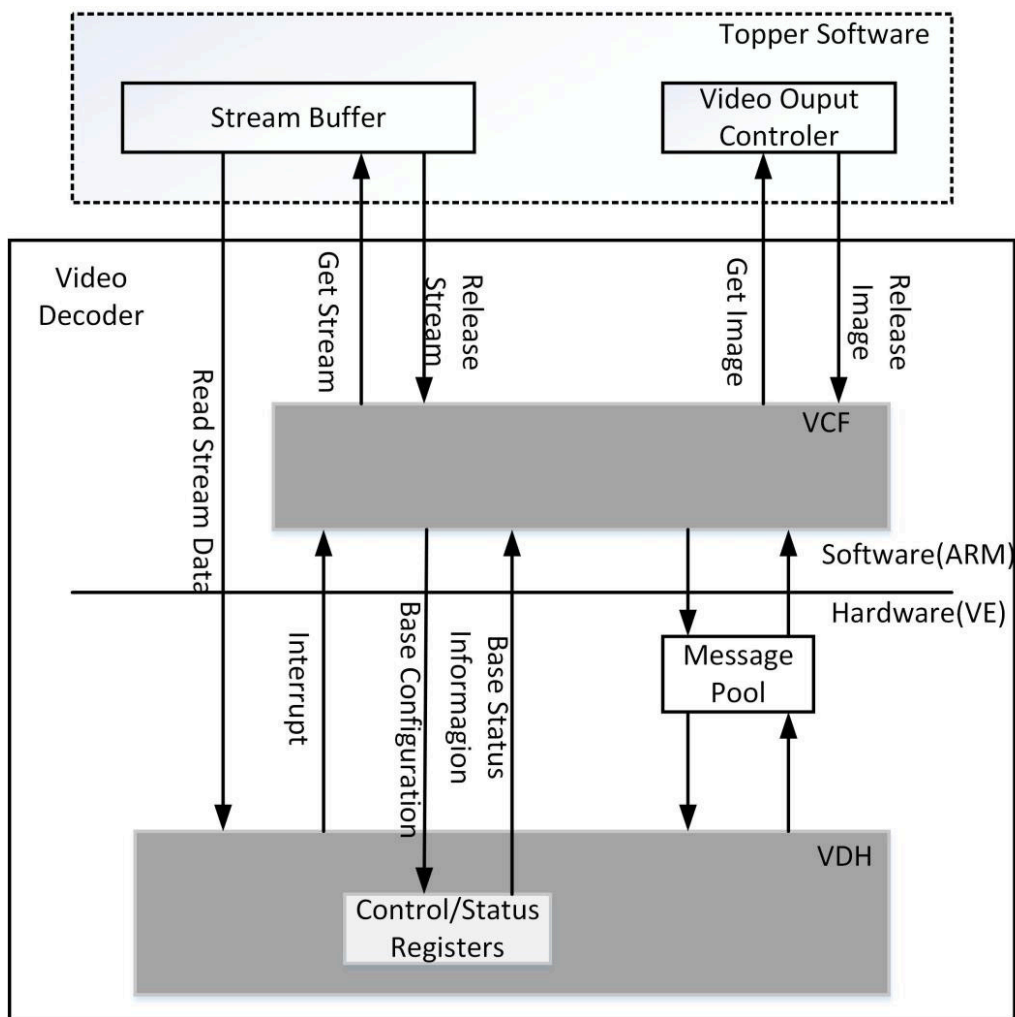 Topper Software
Stream Buffer
Video Ouput
Controler
Video
Decoder
Read Stream Data
Get Stream
Release
Stream
Get Image
Release
Image
VCF
Software(ARM)
Hardware(VE)
Interrupt
Base Configuration
Base Status
Informagion
Message
Pool
VDH
Control/Status
Registers